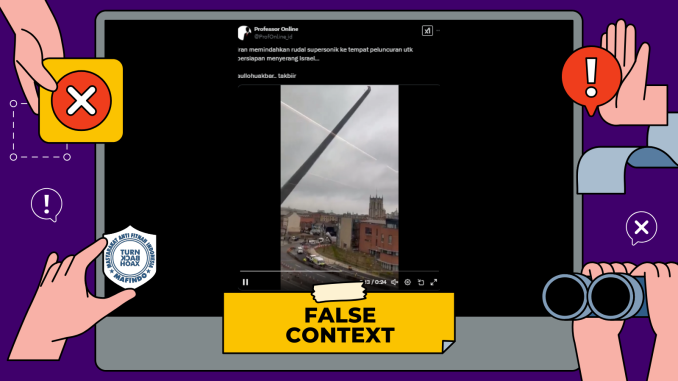 Professor Online
@ProfOnline_id
xI
ran memindahkan rudal supersonik ke tempat peluncuran utk
persiapan menyerang Israel...
sullohuakbar.. takbiir
13 / 0:24
MASYARAKAT ANTI FITNAH INDONESIA
TURN
BACK
HOAX
MAFINDO
FALSE
CONTEXT